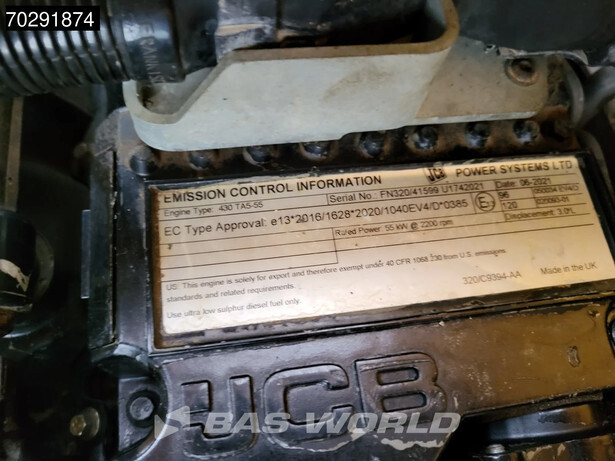 70291874
JCB POWER SYSTEMS LTD
EMISSION CONTROL INFORMATION
Serial No.: FN320/41599 U1742021
Date: 06-2021
Engine Type: 430 TA5-55
EC Type Approval: e13*2016/1628*2020/1040EV4/D*0385
96
120
Rated Power: 55 kW @ 2200 rpm
Displacement: 3.0L
US: This engine is solely for export and therefore exempt under 40 CFR 1068.230 from U.S. emissions
standards and related requirements.
Use ultra low sulphur diesel fuel only.
320/C9394-AA
Made in the UK
JCB
BAS WORLD